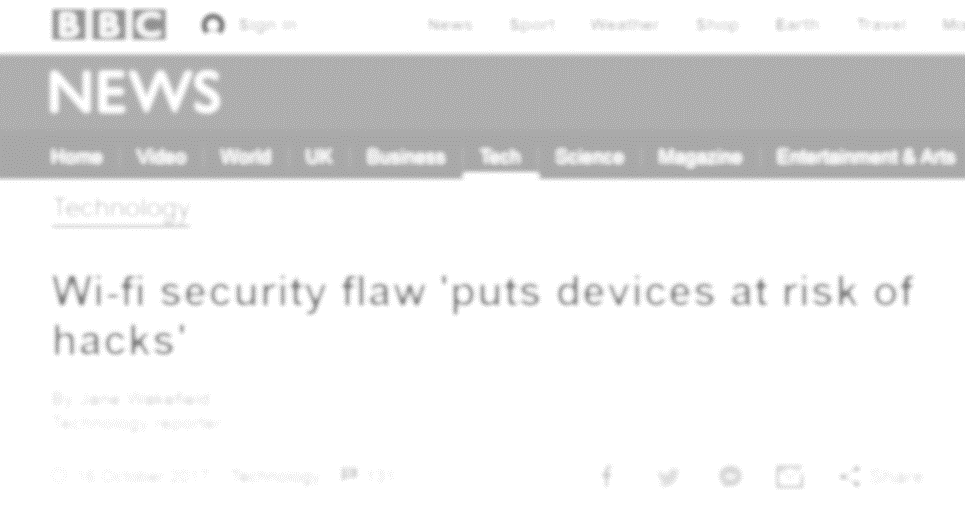 BBC Sign in News Sport Weather Shop Earth Travel
NEWS
Home Video World UK Business Tech Science Magazine Entertainment & Arts
Technology
Wi-fi security flaw 'puts devices at risk of
hacks'
By Jane Wakefield
Technology reporter
16 October 2017 Technology 131 Share